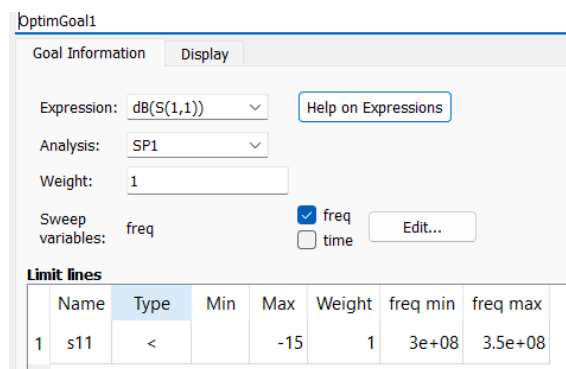 OptimGoal1
Goal Information Display
Expression: dB(S(1,1)) Help on Expressions
Analysis: SP1
Weight: 1
Sweep variables: freq freq Edit...
time
Limit lines
Name Type Min Max Weight freq min freq max
1 s11 < -15 1 3e+08 3.5e+08